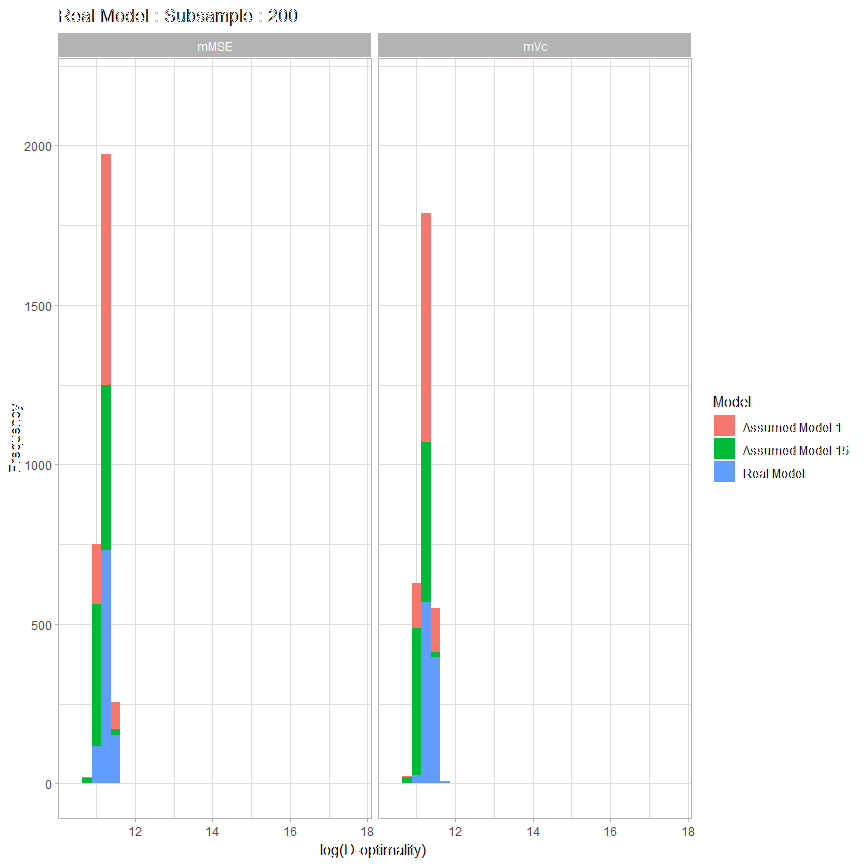 Real Model : Subsample : 200
mMSE
mVc
Frequency
2000
1500
1000
500
0
12
14
16
18
12
14
16
18
log(D-optimality)
Model
Assumed Model 1
Assumed Model 15
Real Model